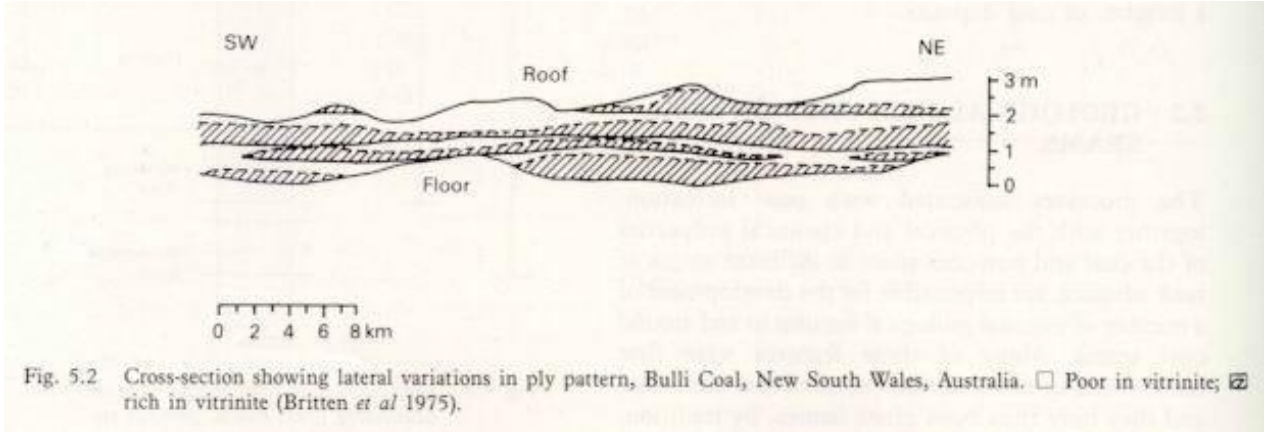 SW
NE
Roof
3 m
2
1
0
Floor
0 2 4 6 8 km
Fig. 5.2 Cross-section showing lateral variations in ply pattern, Bulli Coal, New South Wales, Australia. □ Poor in vitrinite; ▨
rich in vitrinite (Britten et al 1975).